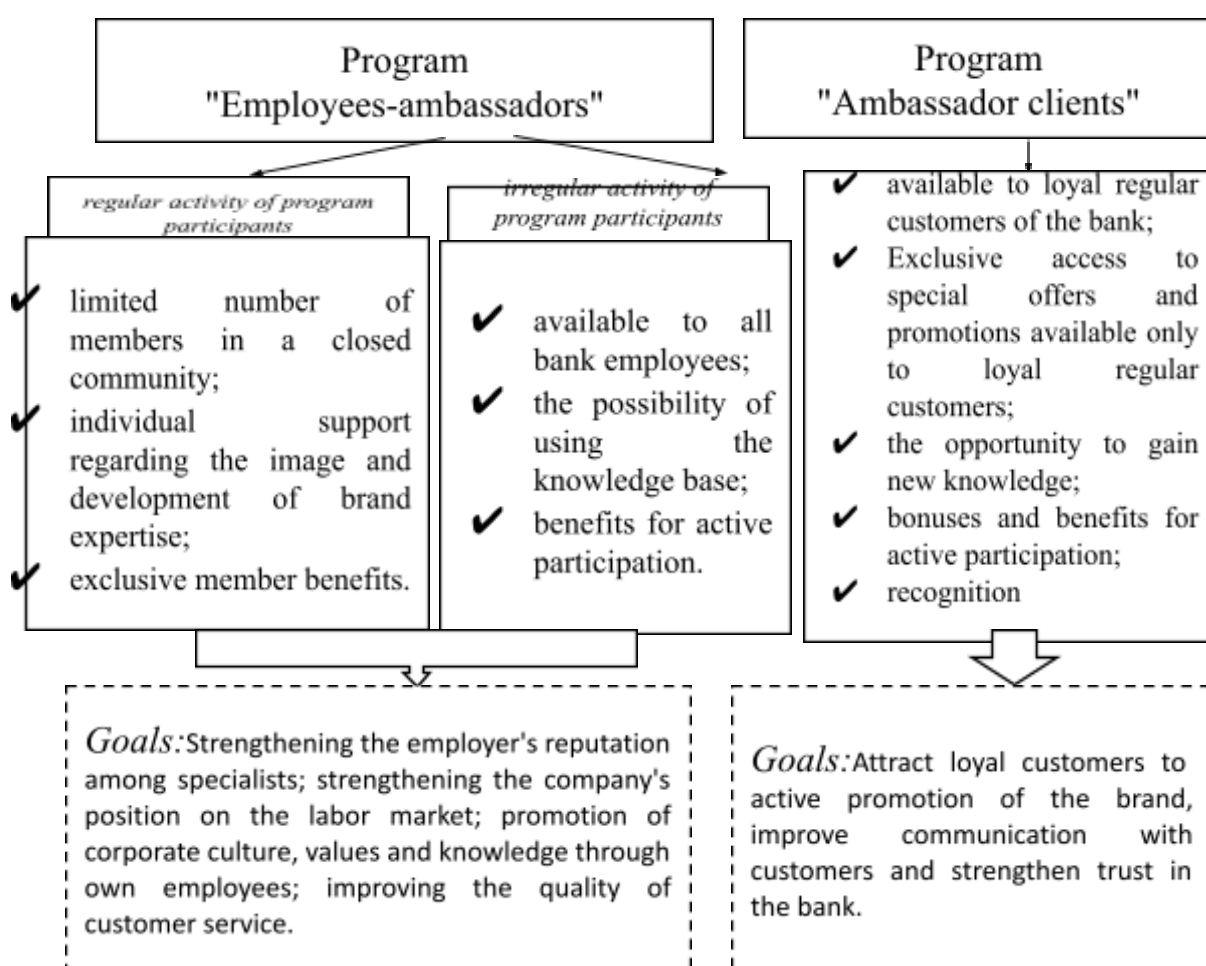 Program
"Employees-ambassadors"
Program
"Ambassador clients"
regular activity of program
participants
irregular activity of
program participants
✔ limited number of
members in a closed
community;
✔ individual support
regarding the image and
development of brand
expertise;
✔ exclusive member benefits.
✔ available to all
bank employees;
✔ the possibility of
using the
knowledge base;
✔ benefits for active
participation.
✔ available to loyal regular
customers of the bank;
✔ Exclusive access to
special offers and
promotions available only
to loyal regular
customers;
✔ the opportunity to gain
new knowledge;
✔ bonuses and benefits for
active participation;
✔ recognition
Goals:Strengthening the employer's reputation
among specialists; strengthening the company's
position on the labor market; promotion of
corporate culture, values and knowledge through
own employees; improving the quality of
customer service.
Goals:Attract loyal customers to
active promotion of the brand,
improve communication with
customers and strengthen trust in
the bank.